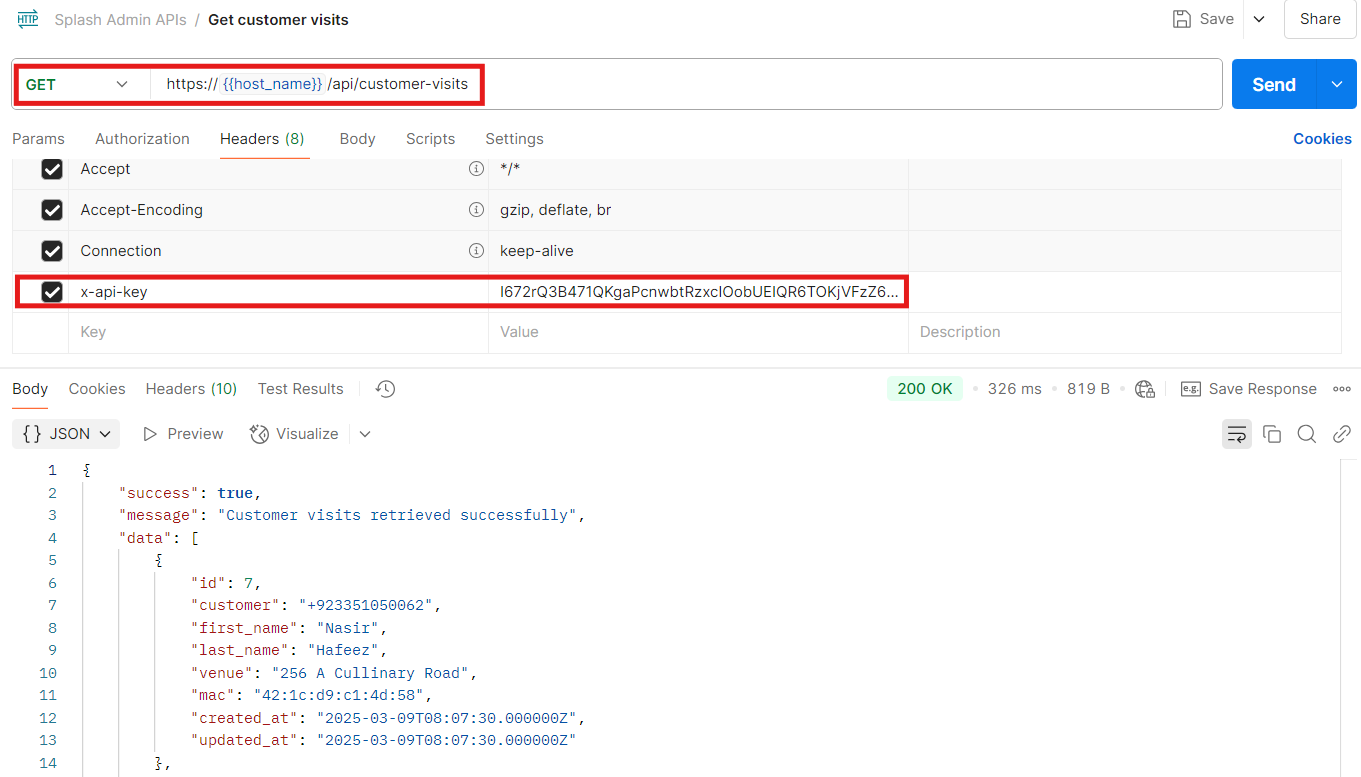 HTTP Splash Admin APIs / Get customer visits Save Share
GET https:// {{host_name}} /api/customer-visits Send
Params Authorization Headers (8) Body Scripts Settings Cookies
Accept */*
Accept-Encoding gzip, deflate, br
Connection keep-alive
x-api-key I672rQ3B471QKgaPcnwbtRzxcIOobUEIQR6TOKjVFzZ6...
Key Value Description
Body Cookies Headers (10) Test Results 200 OK 326 ms 819 B e.g. Save Response
{} JSON Preview Visualize
1 {
2 "success": true,
3 "message": "Customer visits retrieved successfully",
4 "data": [
5 {
6 "id": 7,
7 "customer": "+923351050062",
8 "first_name": "Nasir",
9 "last_name": "Hafeez",
10 "venue": "256 A Cullinary Road",
11 "mac": "42:1c:d9:c1:4d:58",
12 "created_at": "2025-03-09T08:07:30.000000Z",
13 "updated_at": "2025-03-09T08:07:30.000000Z"
14 },